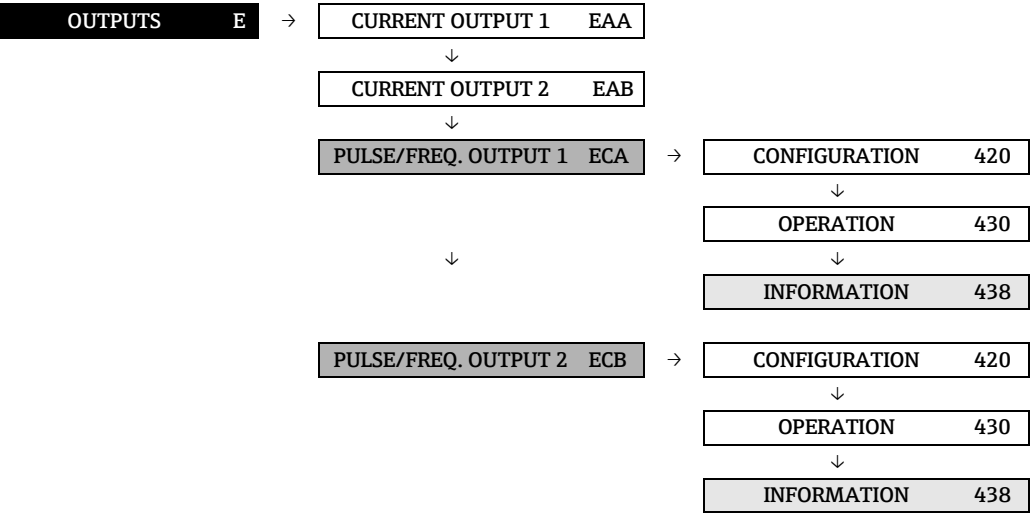 OUTPUTS E → CURRENT OUTPUT 1 EAA
↓
CURRENT OUTPUT 2 EAB
↓
PULSE/FREQ. OUTPUT 1 ECA → CONFIGURATION 420
↓
OPERATION 430
↓ ↓
INFORMATION 438
PULSE/FREQ. OUTPUT 2 ECB → CONFIGURATION 420
↓
OPERATION 430
↓
INFORMATION 438